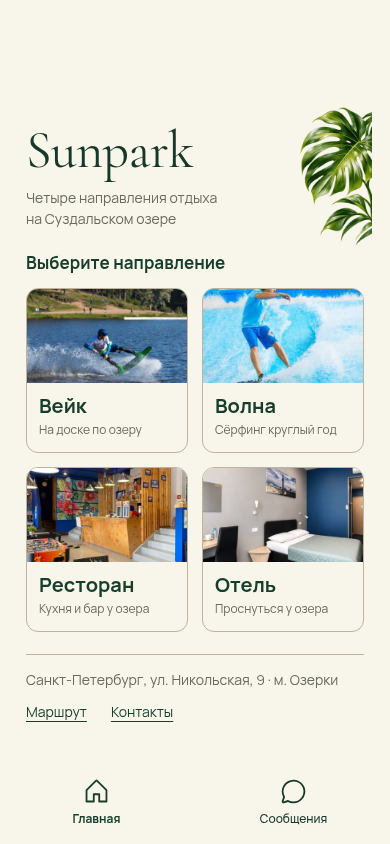 Sunpark
Четыре направления отдыха
на Суздальском озере
Выберите направление
Вейк
На доске по озеру
Волна
Сёрфинг круглый год
Ресторан
Кухня и бар у озера
Отель
Проснуться у озера
Санкт-Петербург, ул. Никольская, 9 · м. Озерки
Маршрут
Контакты
Главная
Сообщения